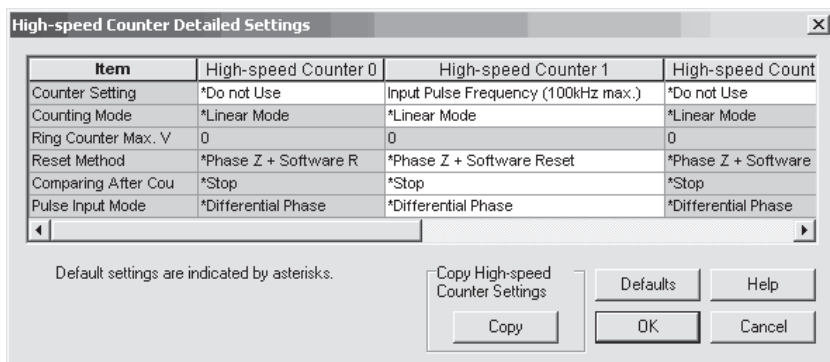 High-speed Counter Detailed Settings
Item High-speed Counter 0 High-speed Counter 1 High-speed Count
Counter Setting *Do not Use Input Pulse Frequency (100kHz max.) *Do not Use
Counting Mode *Linear Mode *Linear Mode *Linear Mode
Ring Counter Max. V 0 0 0
Reset Method *Phase Z + Software R *Phase Z + Software Reset *Phase Z + Software
Comparing After Cou *Stop *Stop *Stop
Pulse Input Mode *Differential Phase *Differential Phase *Differential Phase
Default settings are indicated by asterisks.
Copy High-speed
Counter Settings
Copy
Defaults Help
OK Cancel